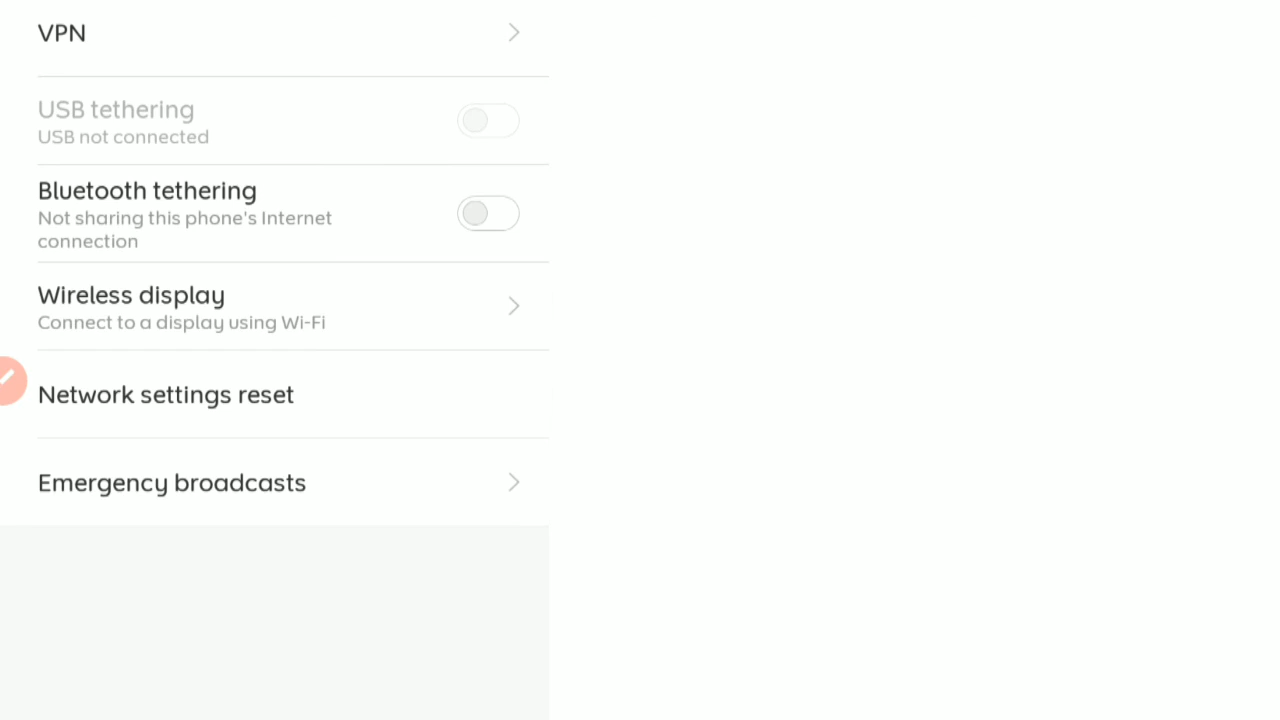 VPN
USB tethering
USB not connected
Bluetooth tethering
Not sharing this phone's Internet
connection
Wireless display
Connect to a display using Wi-Fi
Network settings reset
Emergency broadcasts